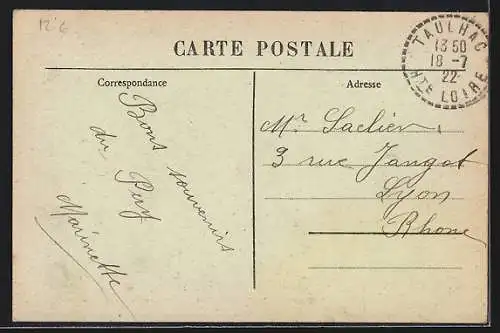 12.6
CARTE POSTALE
TAULHAC
13 50
18 -7
22
HTE LOIRE
Correspondance
Adresse
Bons souvenirs
du Puy
Marinette
Mr Saclier
3 rue Jangot
Lyon
Rhone